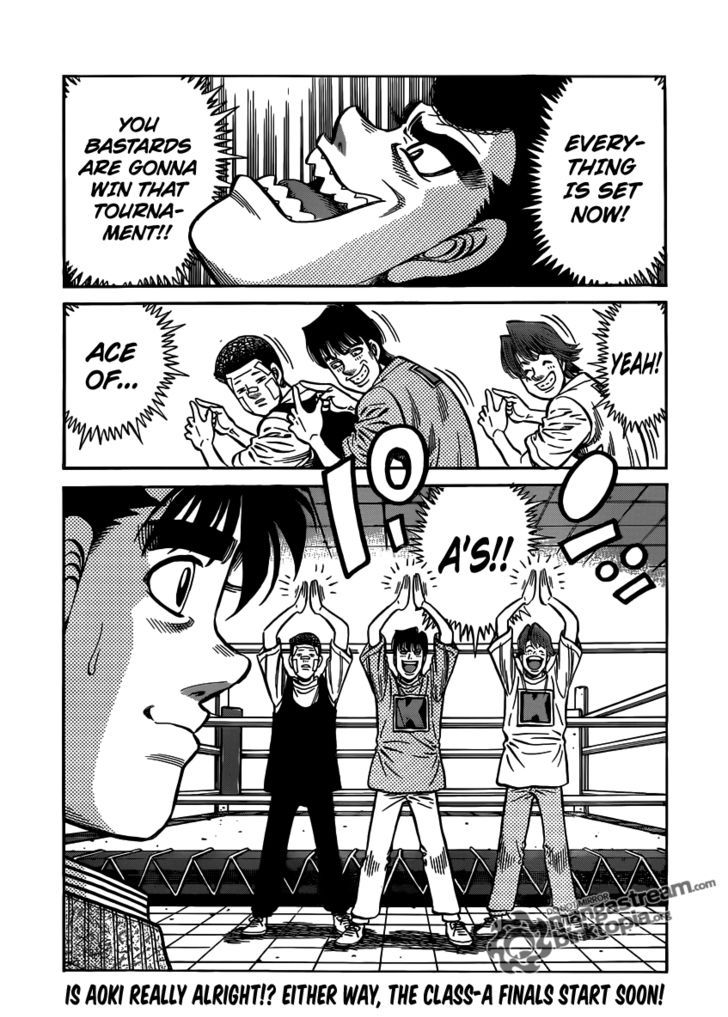 EVERY-
THING
IS SET
NOW!
YOU
BASTARDS
ARE GONNA
WIN THAT
TOURNA-
MENT!!
YEAH!
ACE
OF...
A'S!!
K
K
mangastream.com
IS AOKI REALLY ALRIGHT!? EITHER WAY, THE CLASS-A FINALS START SOON!